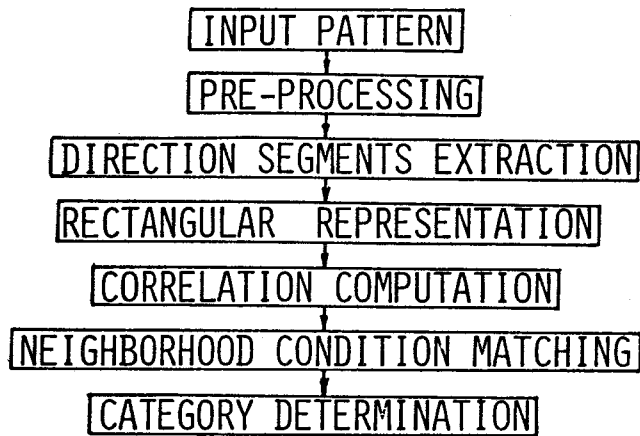 INPUT PATTERN
PRE-PROCESSING
DIRECTION SEGMENTS EXTRACTION
RECTANGULAR REPRESENTATION
CORRELATION COMPUTATION
NEIGHBORHOOD CONDITION MATCHING
CATEGORY DETERMINATION